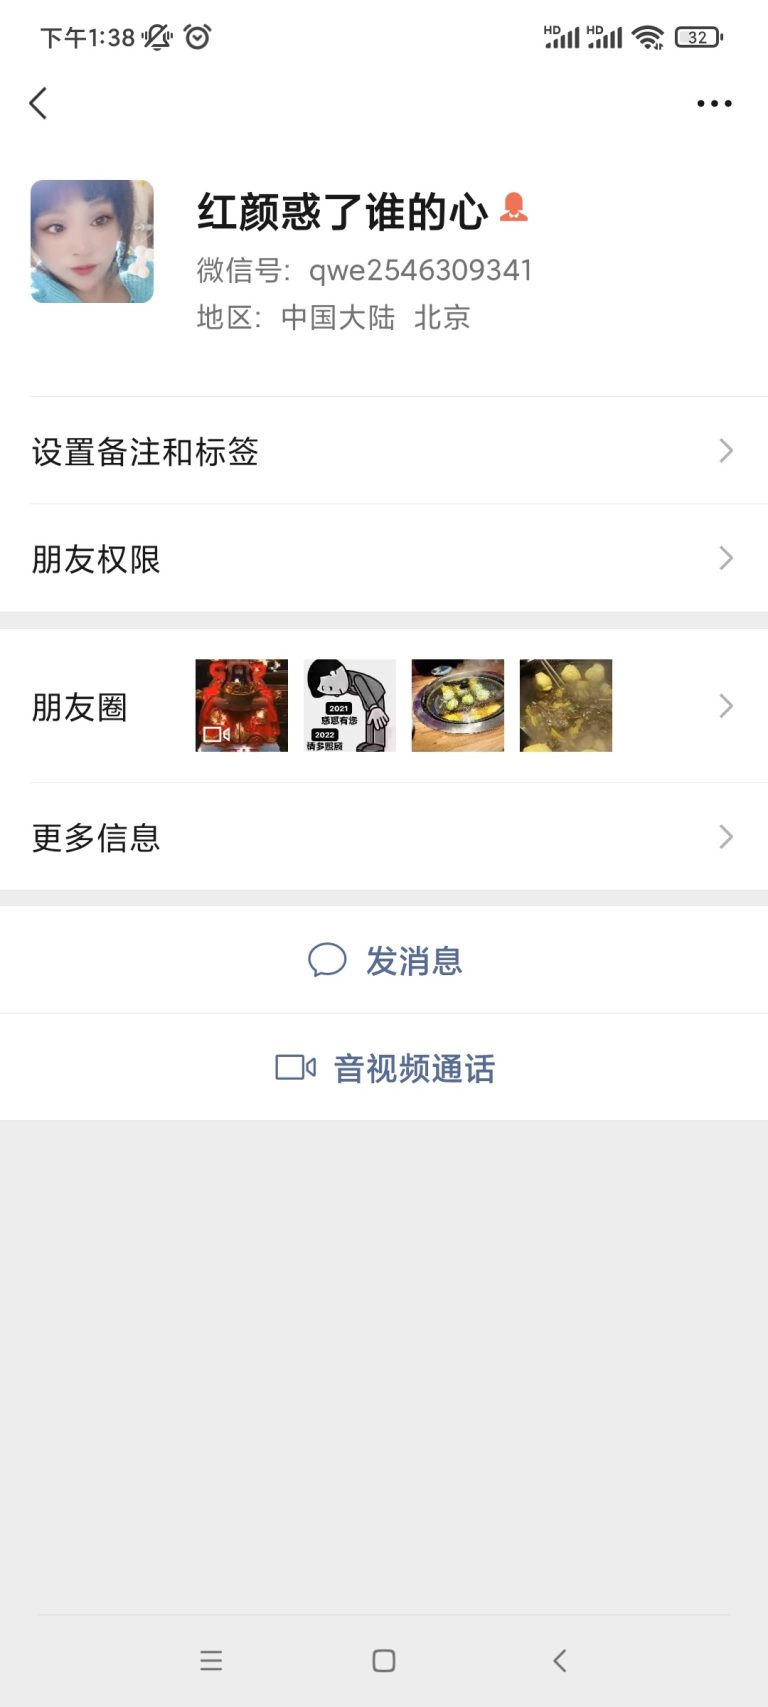 下午1:38
HD HD 32
红颜惑了谁的心
微信号: qwe2546309341
地区: 中国大陆 北京
设置备注和标签
朋友权限
朋友圈
2021
感恩有您
2022
请多照顾
更多信息
发消息
音视频通话